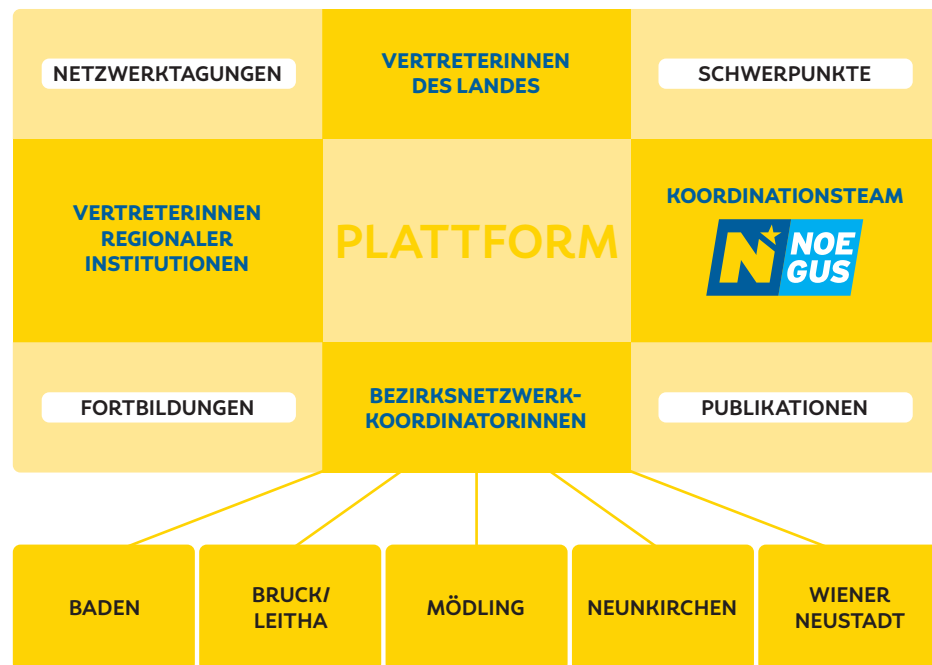 NETZWERKTAGUNGEN
VERTRETERINNEN
DES LANDES
SCHWERPUNKTE
VERTRETERINNEN
REGIONALER
INSTITUTIONEN
PLATTFORM
KOORDINATIONSTEAM
N NOE
GUS
FORTBILDUNGEN
BEZIRKSNETZWERK-
KOORDINATORINNEN
PUBLIKATIONEN
BADEN
BRUCK/
LEITHA
MÖDLING
NEUNKIRCHEN
WIENER
NEUSTADT